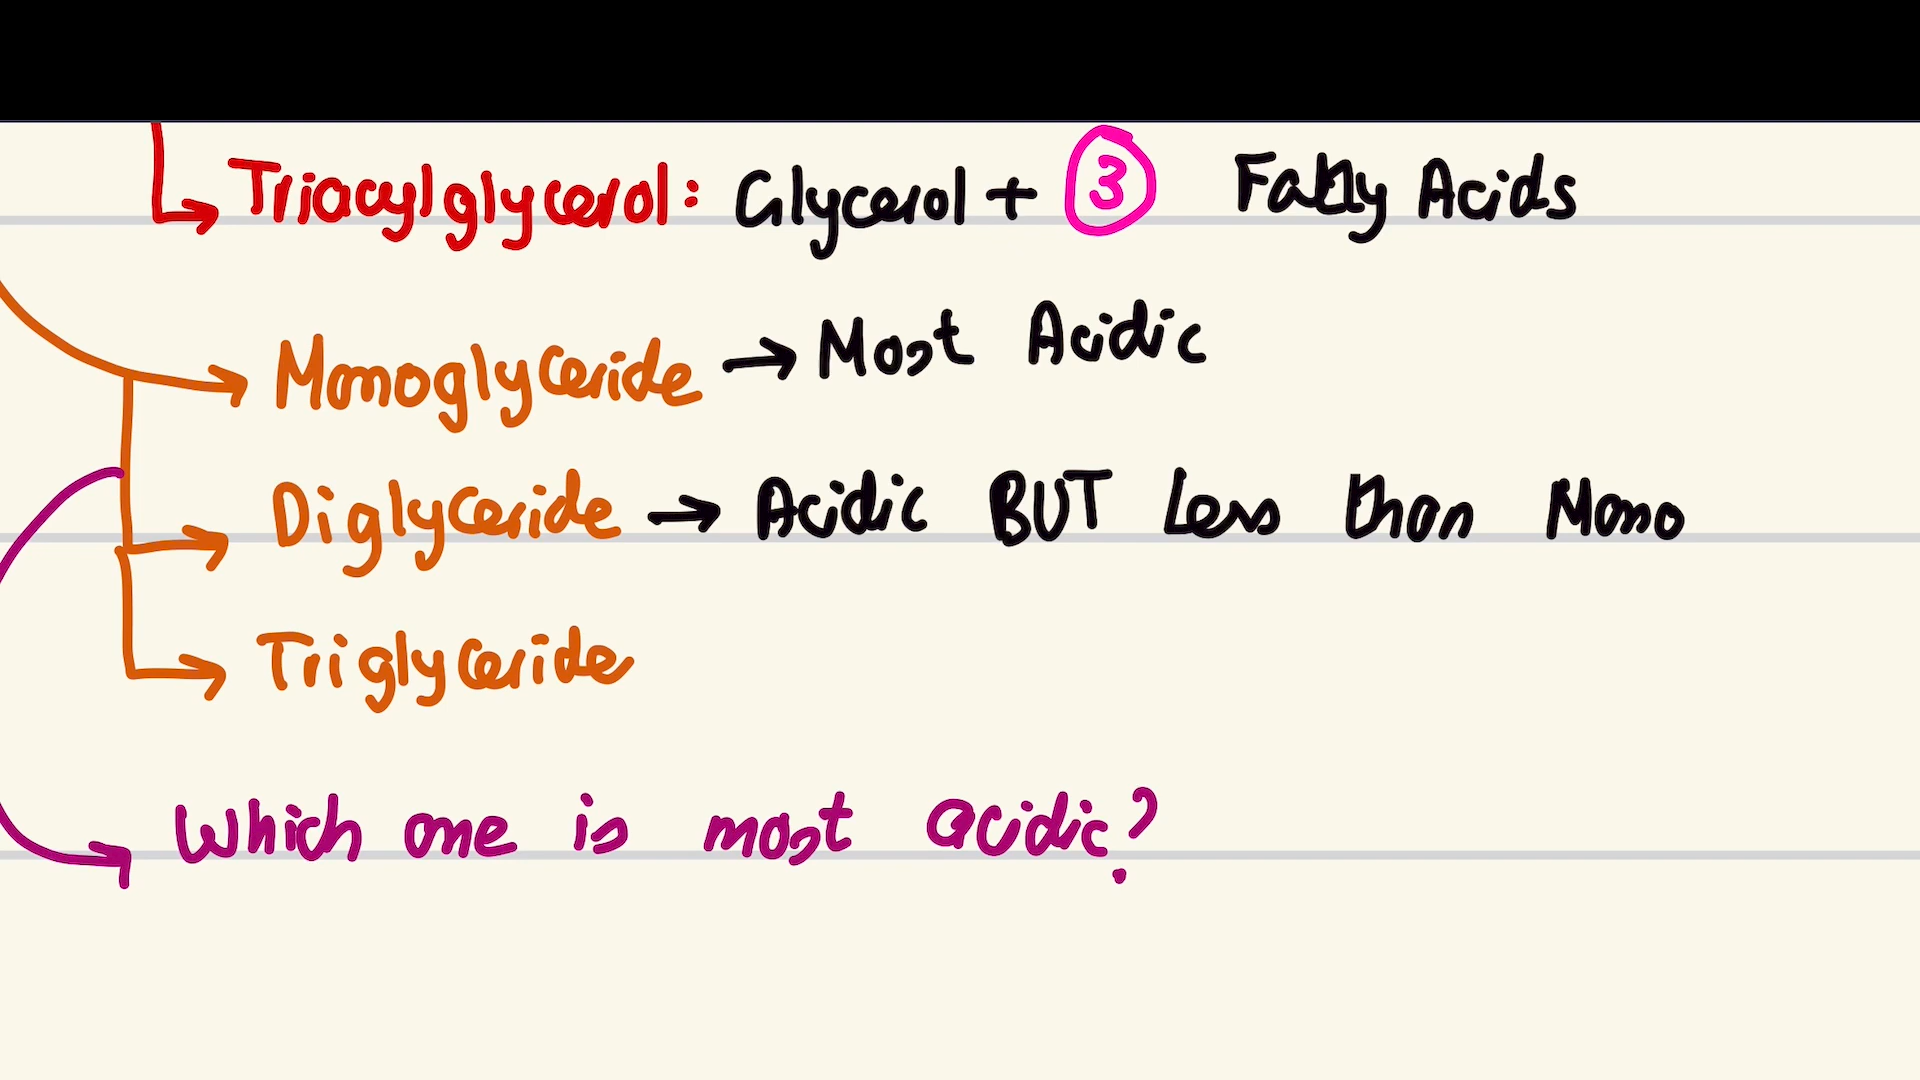 Triacylglycerol: Glycerol + 3 Fatty Acids
Monoglyceride → Most Acidic
Diglyceride → Acidic BUT Less than Mono
Triglyceride
Which one is most acidic?